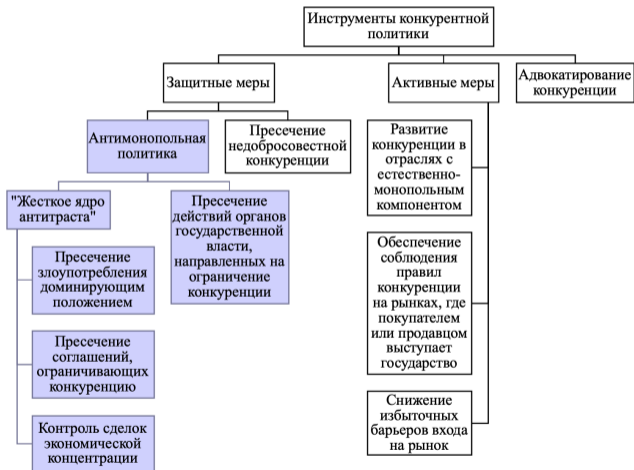 Инструменты конкурентной
политики
Защитные меры
Активные меры
Адвокатирование
конкуренции
Антимонопольная
политика
Пресечение
недобросовестной
конкуренции
Развитие
конкуренции в
отраслях с
естественно-
монопольным
компонентом
"Жесткое ядро
антитраста"
Пресечение
действий органов
государственной
власти,
направленных на
ограничение
конкуренции
Пресечение
злоупотребления
доминирующим
положением
Обеспечение
соблюдения
правил
конкуренции
на рынках, где
покупателем
или продавцом
выступает
государство
Пресечение
соглашений,
ограничивающих
конкуренцию
Снижение
избыточных
барьеров входа
на рынок
Контроль сделок
экономической
концентрации